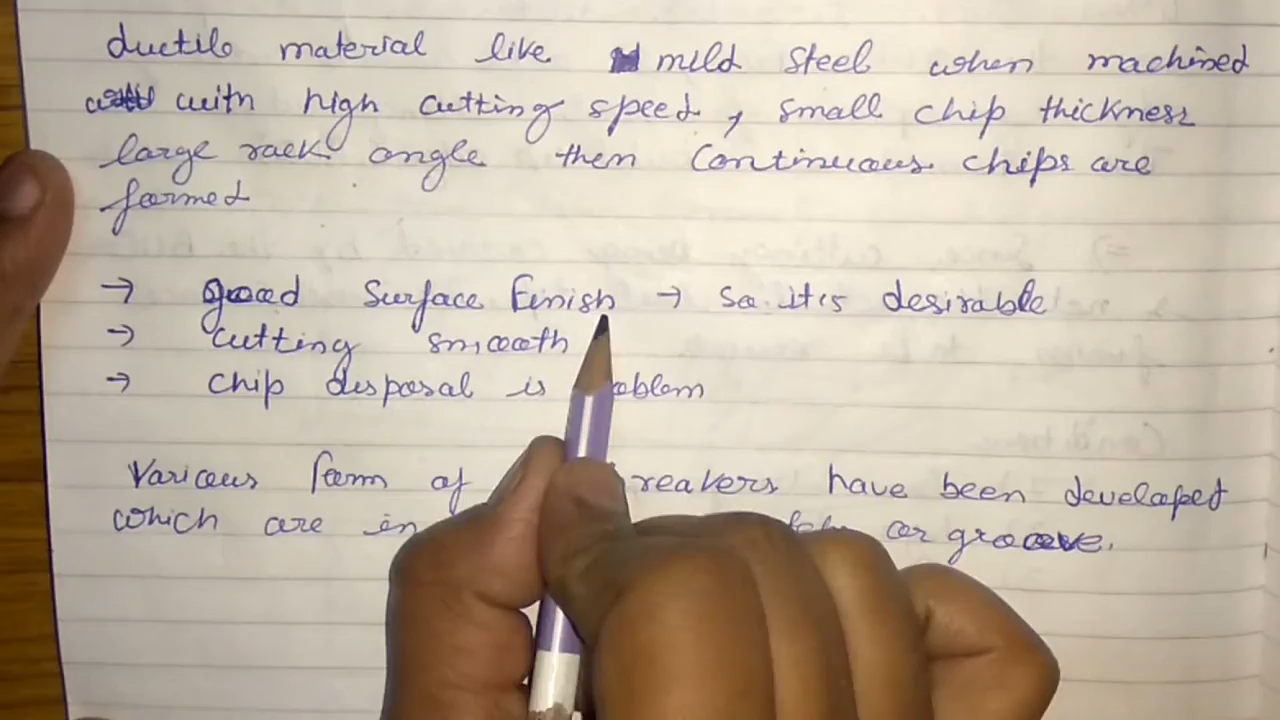 ductile material like mild steel when machined
with high cutting speed, small chip thickness
large rack angle then continuous chips are
formed
→ good surface finish → so it is desirable
→ cutting smooth
→ chip disposal is
Various form of have been developed
which are in or groove.